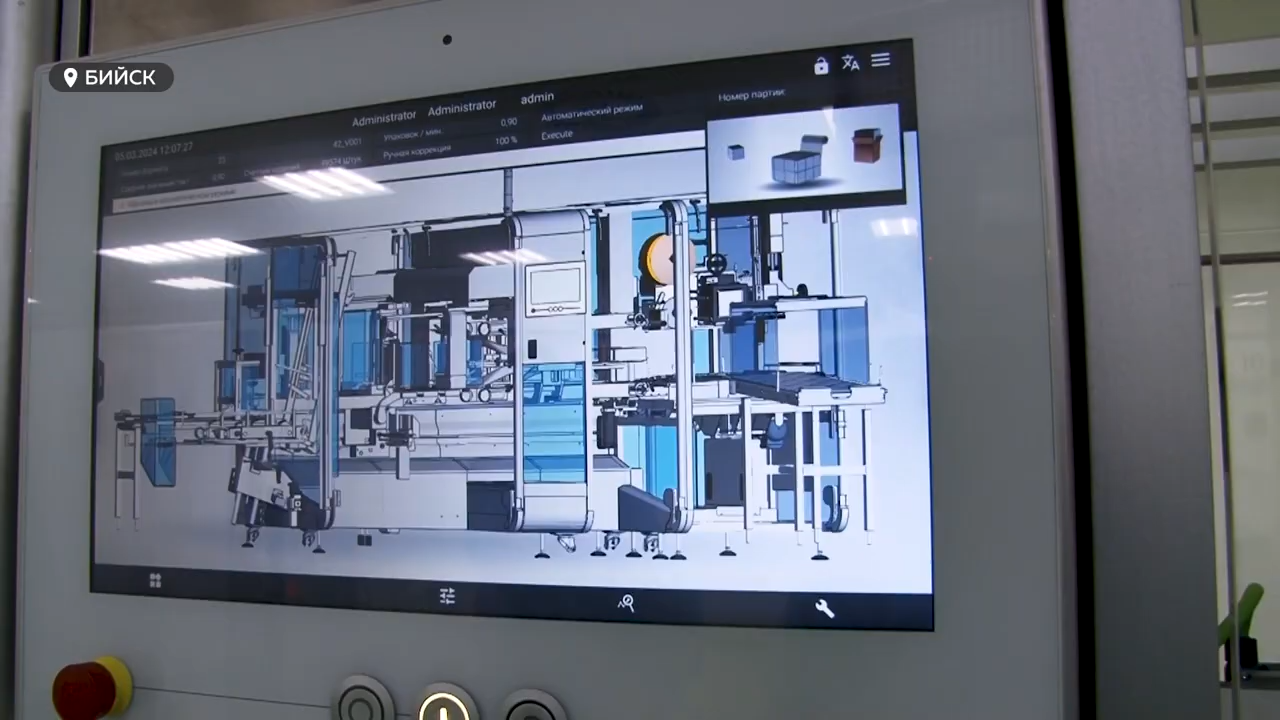 БИЙСК
Administrator Administrator admin
05.03.2024 12:07:27
42_V001 Упаковок / мин. 0,90 Автоматический режим
Номер партии:
Ручная коррекция 100 % Execute